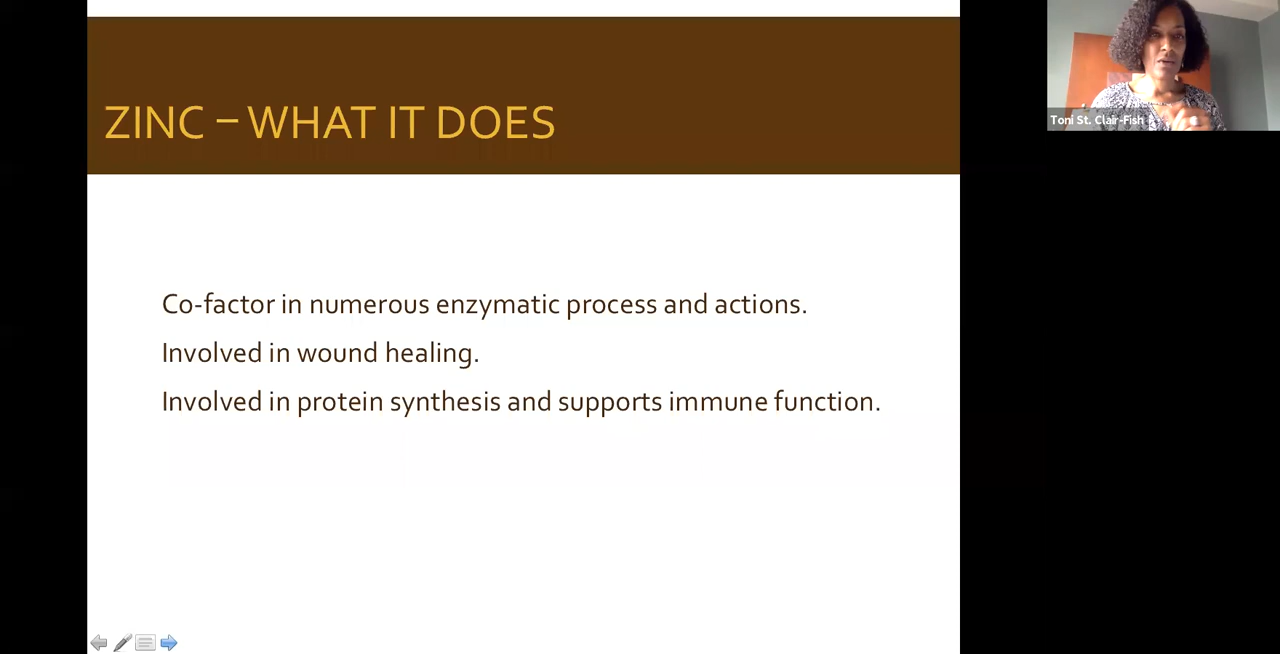 ZINC – WHAT IT DOES
Toni St. Clair-Fish
Co-factor in numerous enzymatic process and actions.
Involved in wound healing.
Involved in protein synthesis and supports immune function.